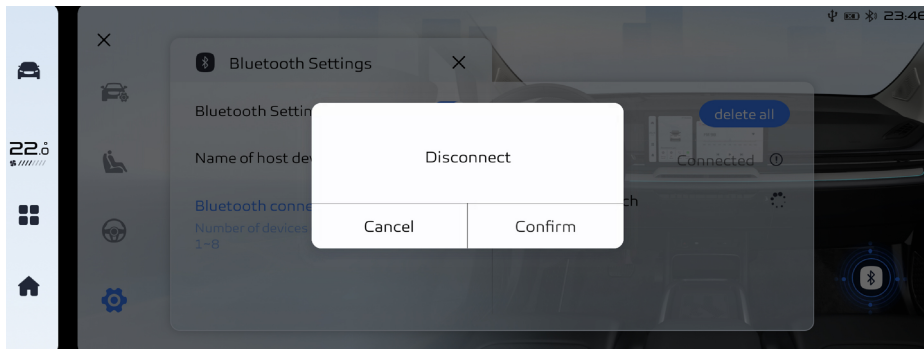 23:46
Bluetooth Settings
Bluetooth Settin
delete all
22.0
Name of host dev
Disconnect
Connected
Bluetooth conne
ch
Number of devices
1~8
Cancel
Confirm